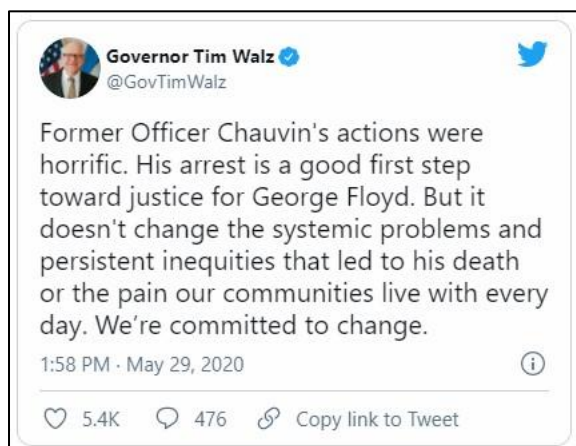 Governor Tim Walz
@GovTimWalz
Former Officer Chauvin's actions were
horrific. His arrest is a good first step
toward justice for George Floyd. But it
doesn't change the systemic problems and
persistent inequities that led to his death
or the pain our communities live with every
day. We’re committed to change.
1:58 PM · May 29, 2020
5.4K 476 Copy link to Tweet